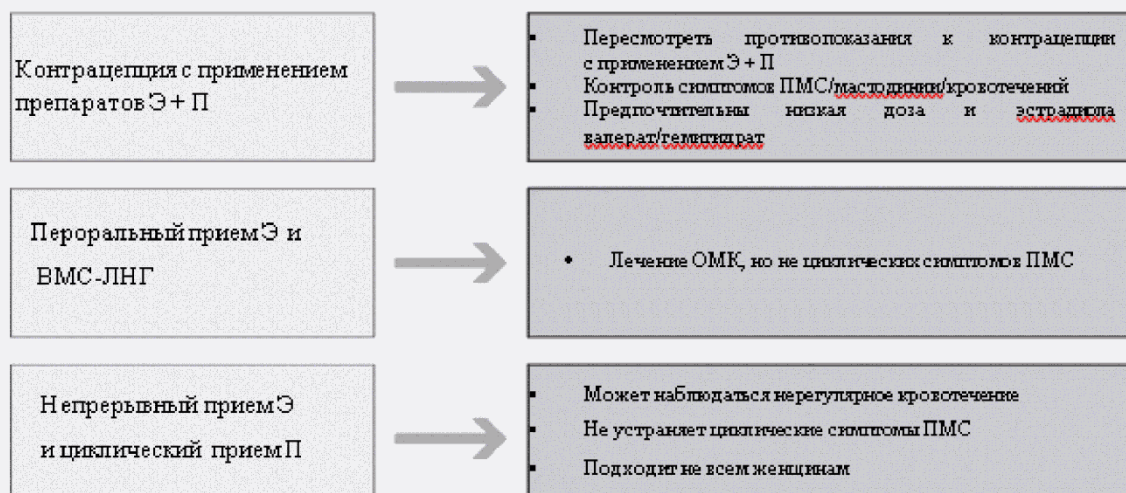 Контрацепция с применением
препаратов Э + П
Пересмотреть противопоказания к контрацепции
с применением Э + П
Контроль симптомов ПМС/мастодинии/кровотечений
Предпочтительны низкая доза и эстрадиола
валерат/гемигидрат
Пероральный прием Э и
ВМС-ЛНГ
Лечение ОМК, но не циклических симптомов ПМС
Непрерывный прием Э
и циклический прием П
Может наблюдаться нерегулярное кровотечение
Не устраняет циклические симптомы ПМС
Подходит не всем женщинам